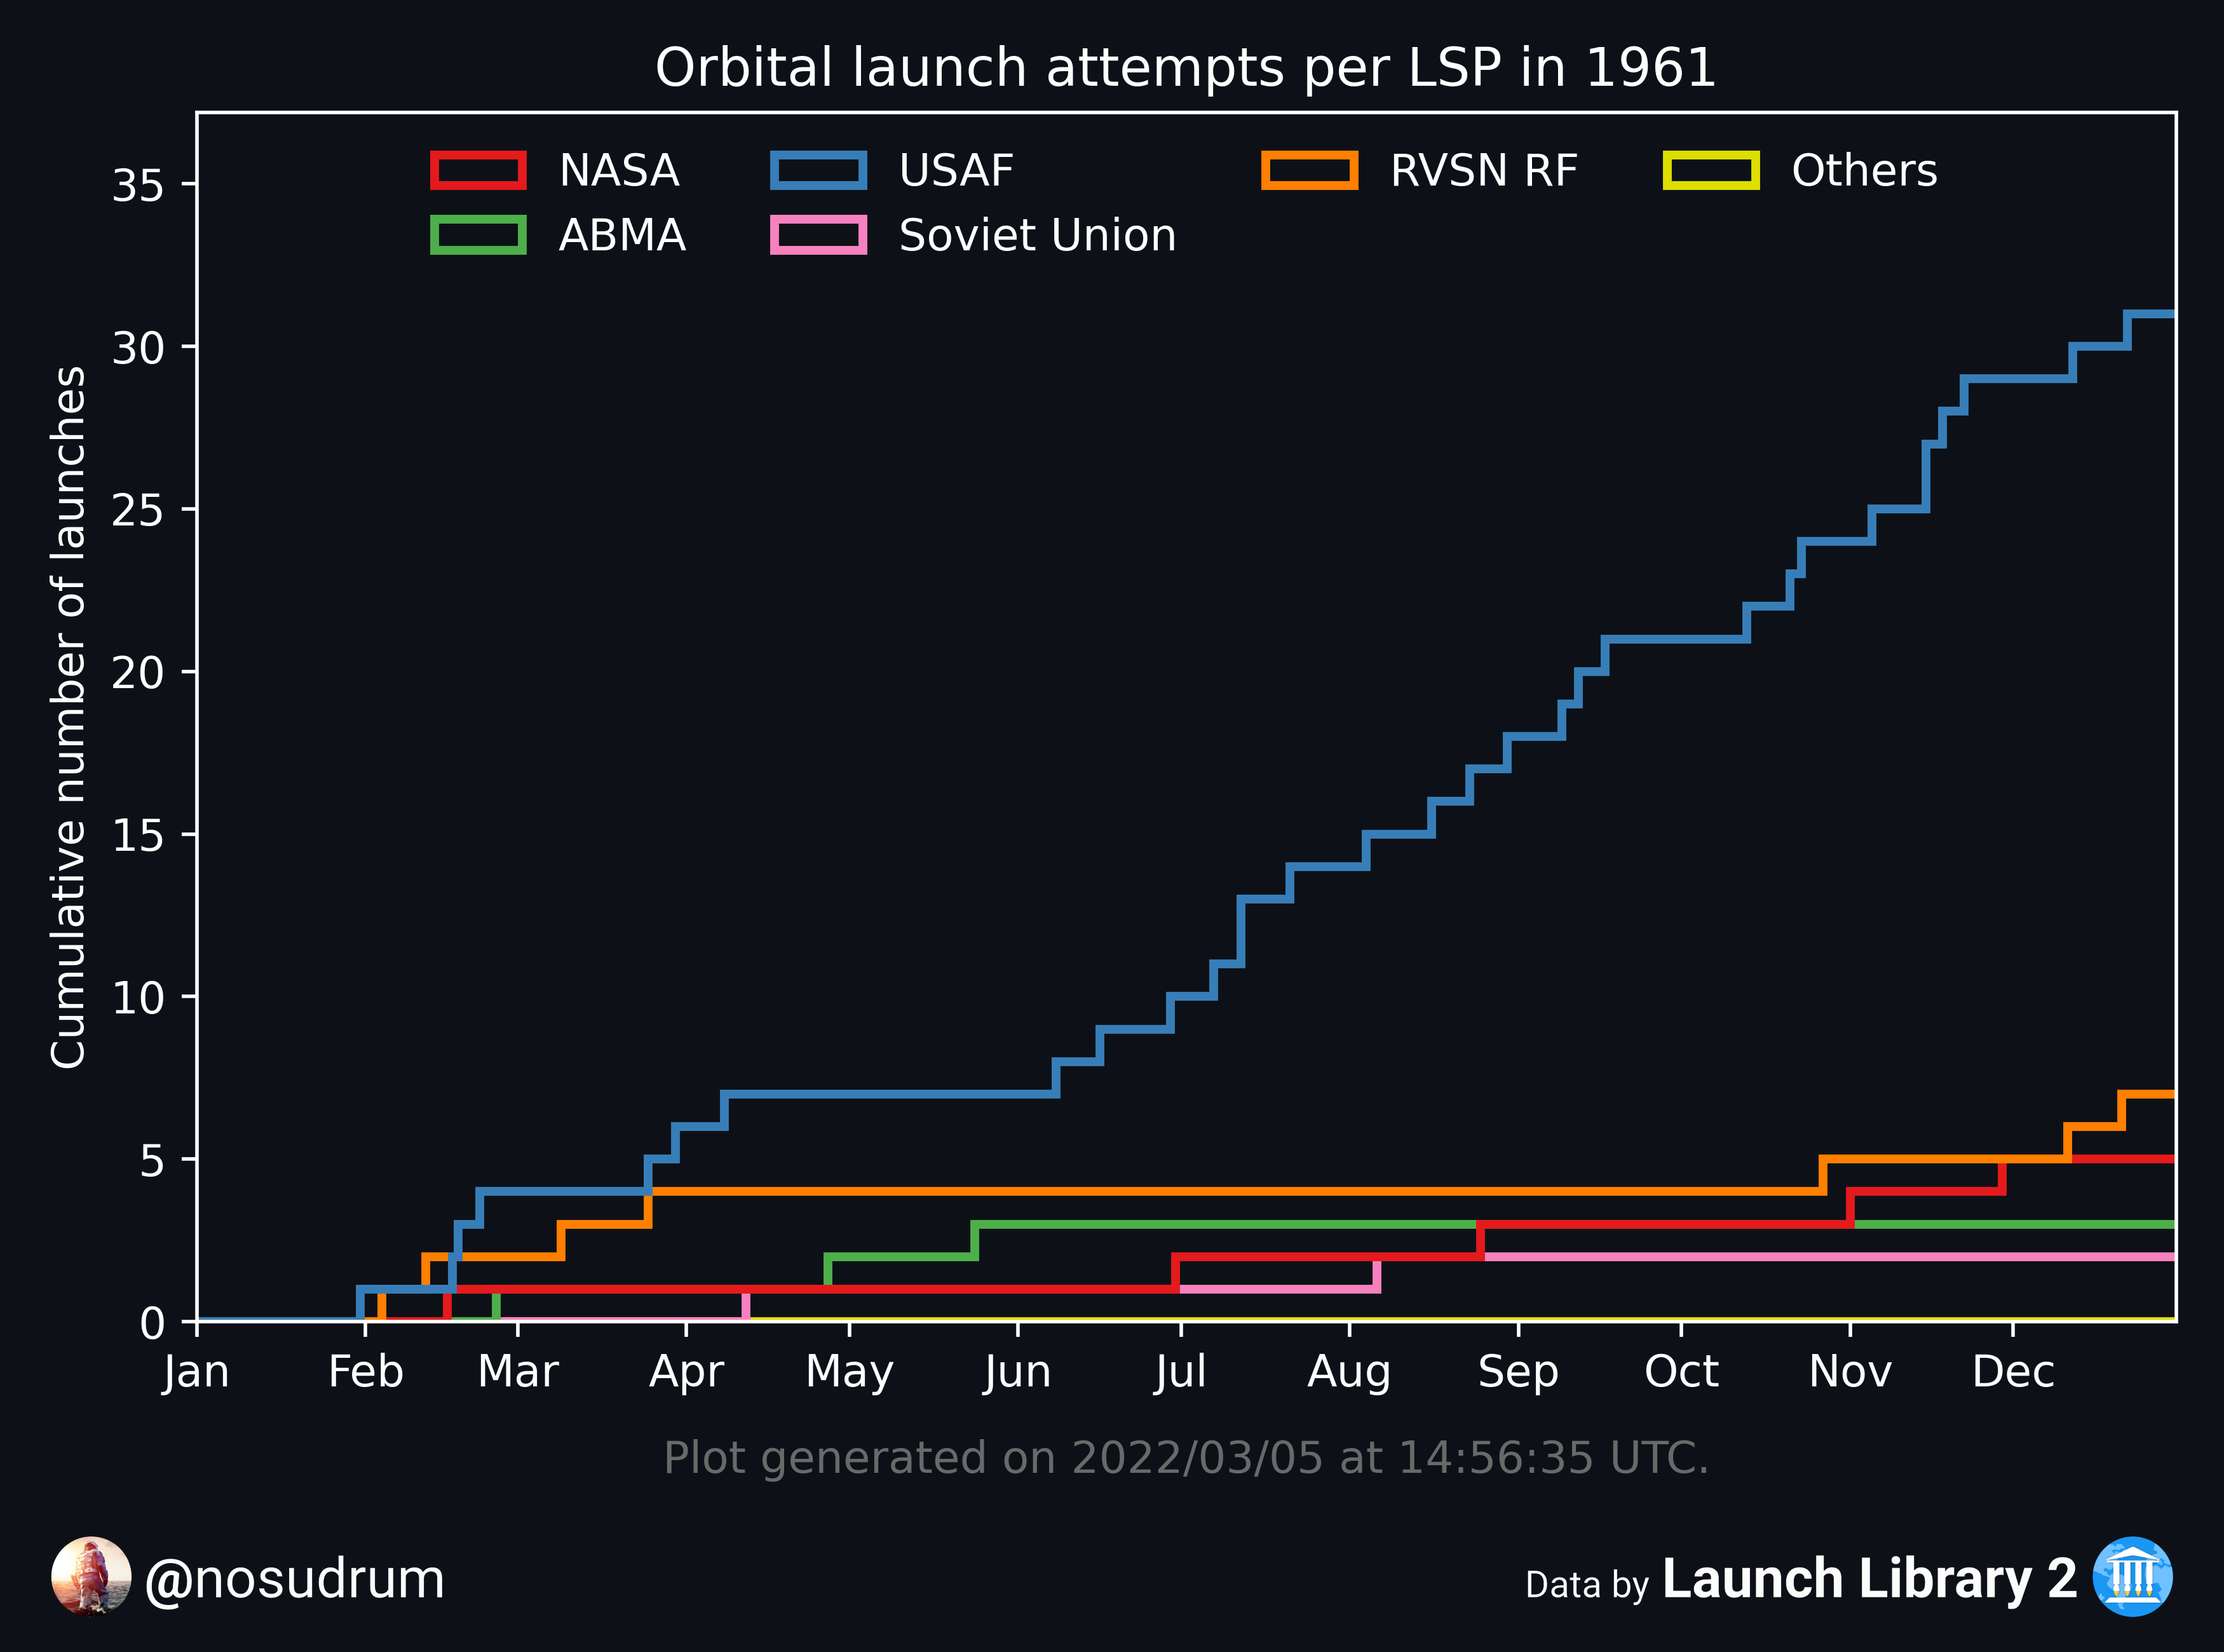 Orbital launch attempts per LSP in 1961
NASA
USAF
RVSN RF
Others
ABMA
Soviet Union
Cumulative number of launches
35
30
25
20
15
10
5
0
Jan Feb Mar Apr May Jun Jul Aug Sep Oct Nov Dec
Plot generated on 2022/03/05 at 14:56:35 UTC.
@nosudrum
Data by Launch Library 2